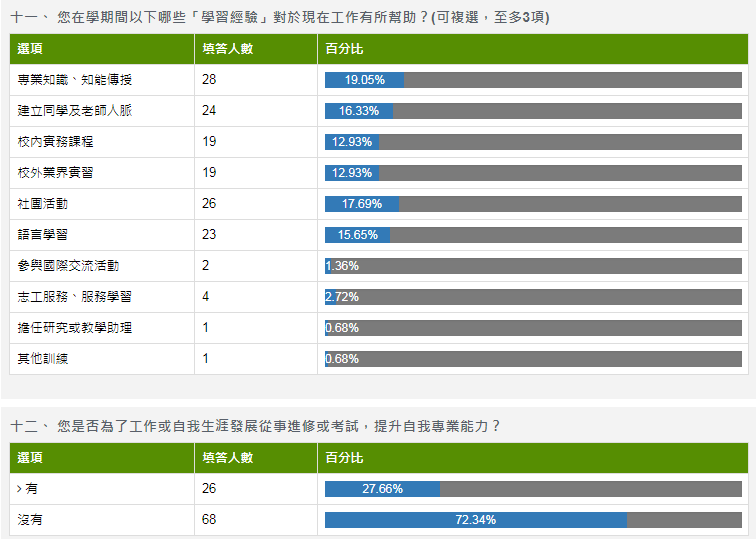 十一、 您在學期間以下哪些「學習經驗」對於現在工作有所幫助？(可複選，至多3項)
選項 填答人數 百分比
專業知識、知能傳授 28 19.05%
建立同學及老師人脈 24 16.33%
校內實務課程 19 12.93%
校外業界實習 19 12.93%
社團活動 26 17.69%
語言學習 23 15.65%
參與國際交流活動 2 1.36%
志工服務、服務學習 4 2.72%
擔任研究或教學助理 1 0.68%
其他訓練 1 0.68%
十二、 您是否為了工作或自我生涯發展從事進修或考試，提升自我專業能力？
選項 填答人數 百分比
> 有 26 27.66%
沒有 68 72.34%